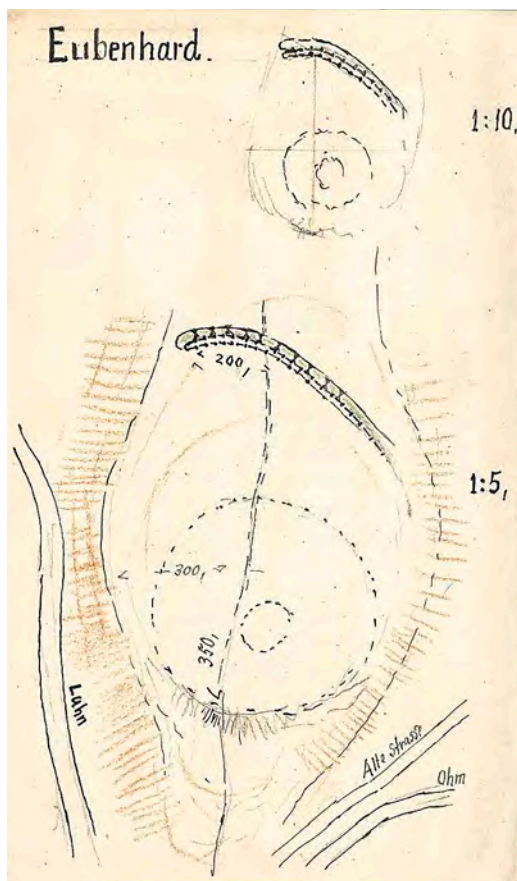 Eubenhard.
1:10,
200,
1:5,
300,
350,
Lahn
Alte Strasse
Ohm